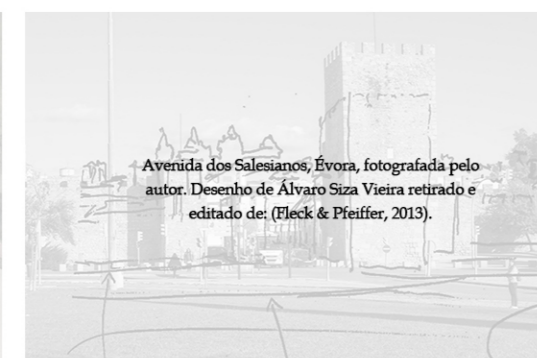 Avenida dos Salesianos, Évora, fotografada pelo
autor. Desenho de Álvaro Siza Vieira retirado e
editado de: (Fleck & Pfeiffer, 2013).